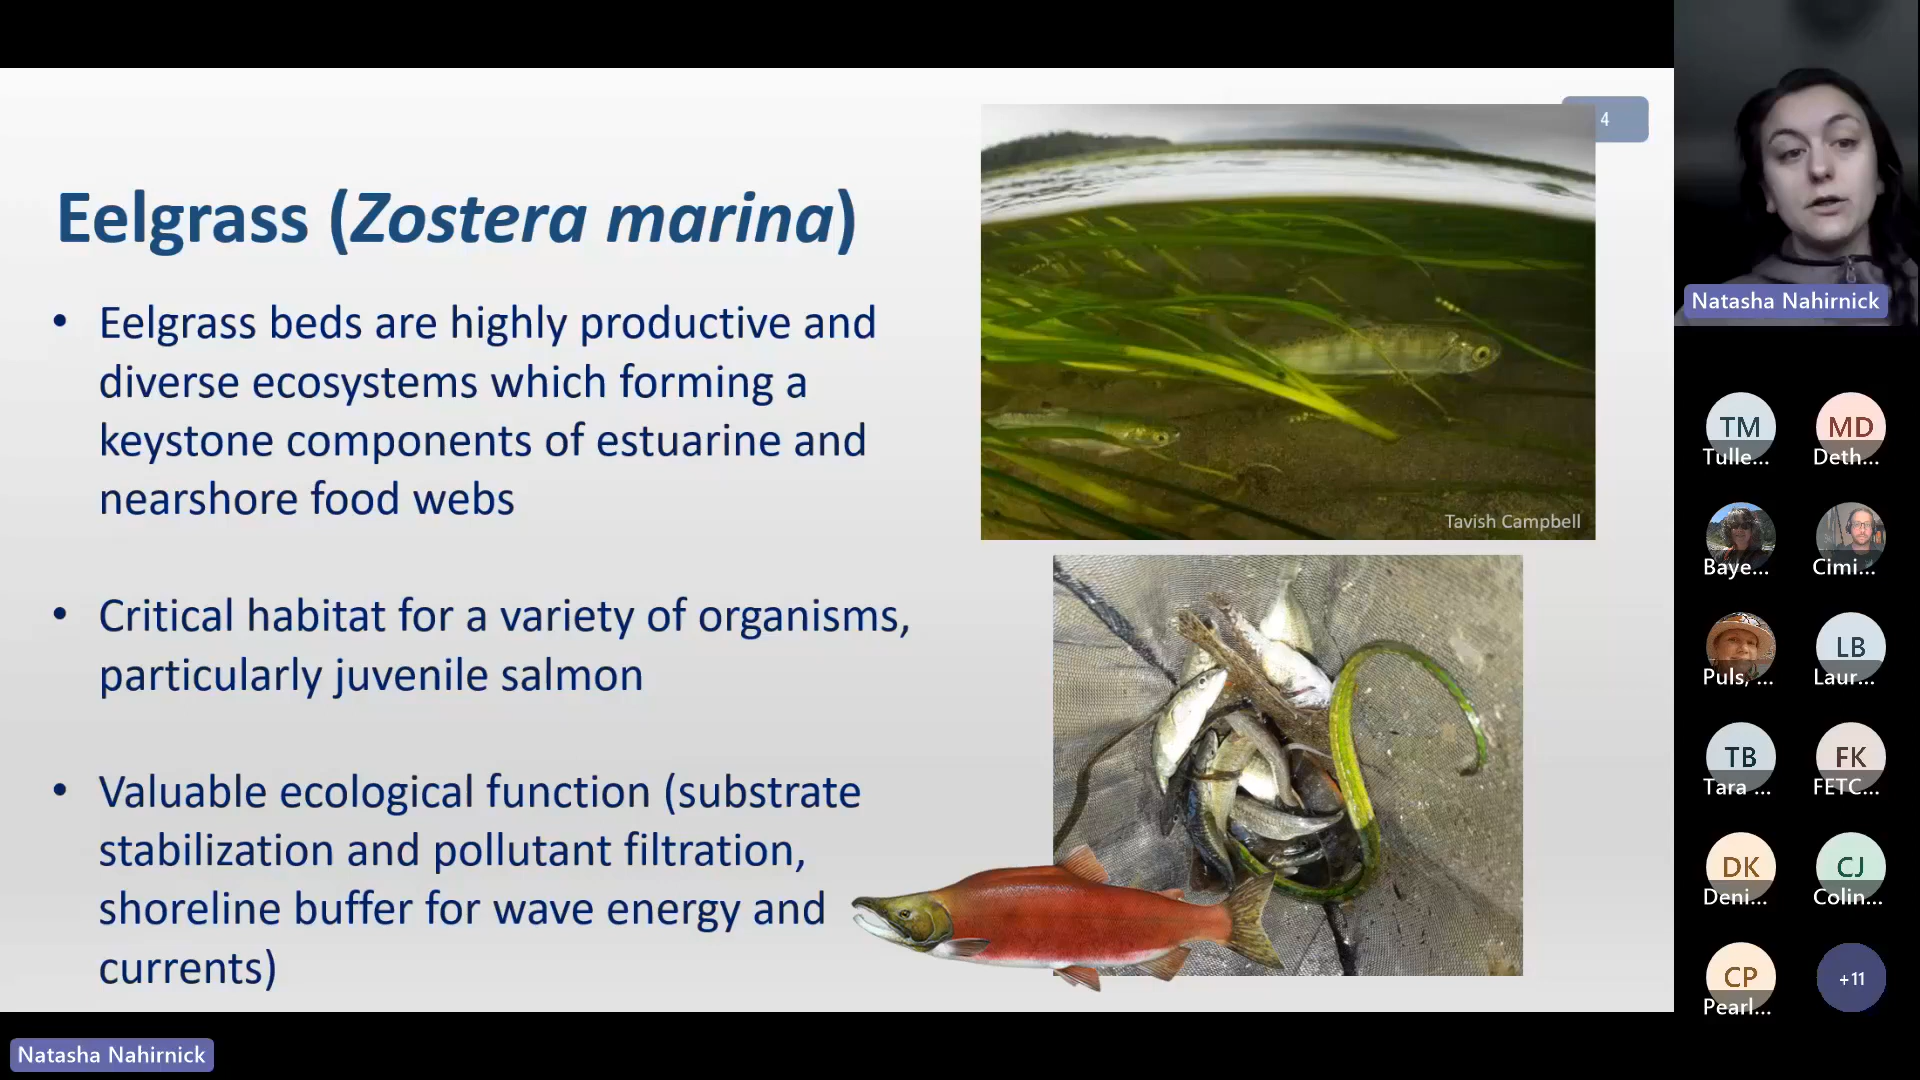 4
Eelgrass (Zostera marina)
• Eelgrass beds are highly productive and
diverse ecosystems which forming a
keystone components of estuarine and
nearshore food webs
• Critical habitat for a variety of organisms,
particularly juvenile salmon
• Valuable ecological function (substrate
stabilization and pollutant filtration,
shoreline buffer for wave energy and
currents)
Tavish Campbell
Natasha Nahirnick
TM
Tulle...
MD
Deth...
Baye...
Cimi...
Puls, ...
LB
Laur...
TB
Tara ...
FK
FETC...
DK
Deni...
CJ
Colin...
CP
Pearl...
+11
Natasha Nahirnick